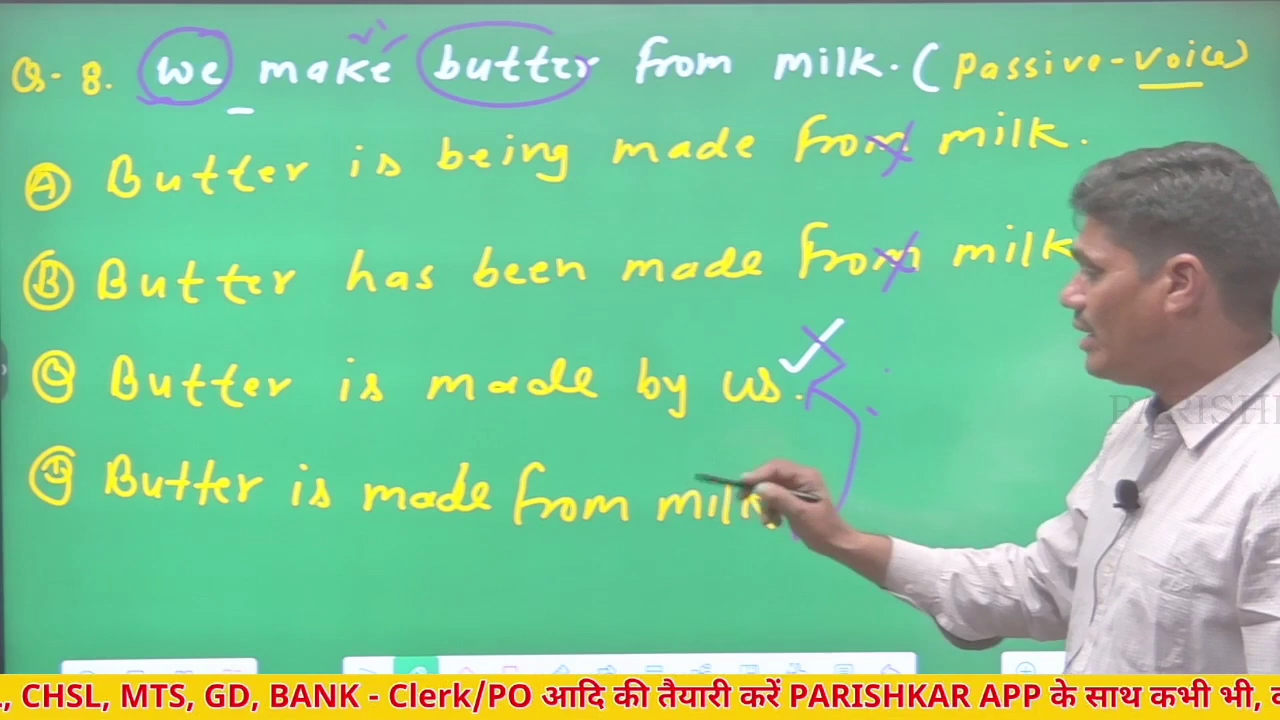 Q-8. we make butter from milk. (Passive-voice)
A Butter is being made from milk.
B Butter has been made from milk
C Butter is made by us.
D Butter is made from milk
PARISH
CHSL, MTS, GD, BANK - Clerk/PO आदि की तैयारी करें PARISHKAR APP के साथ कभी भी,